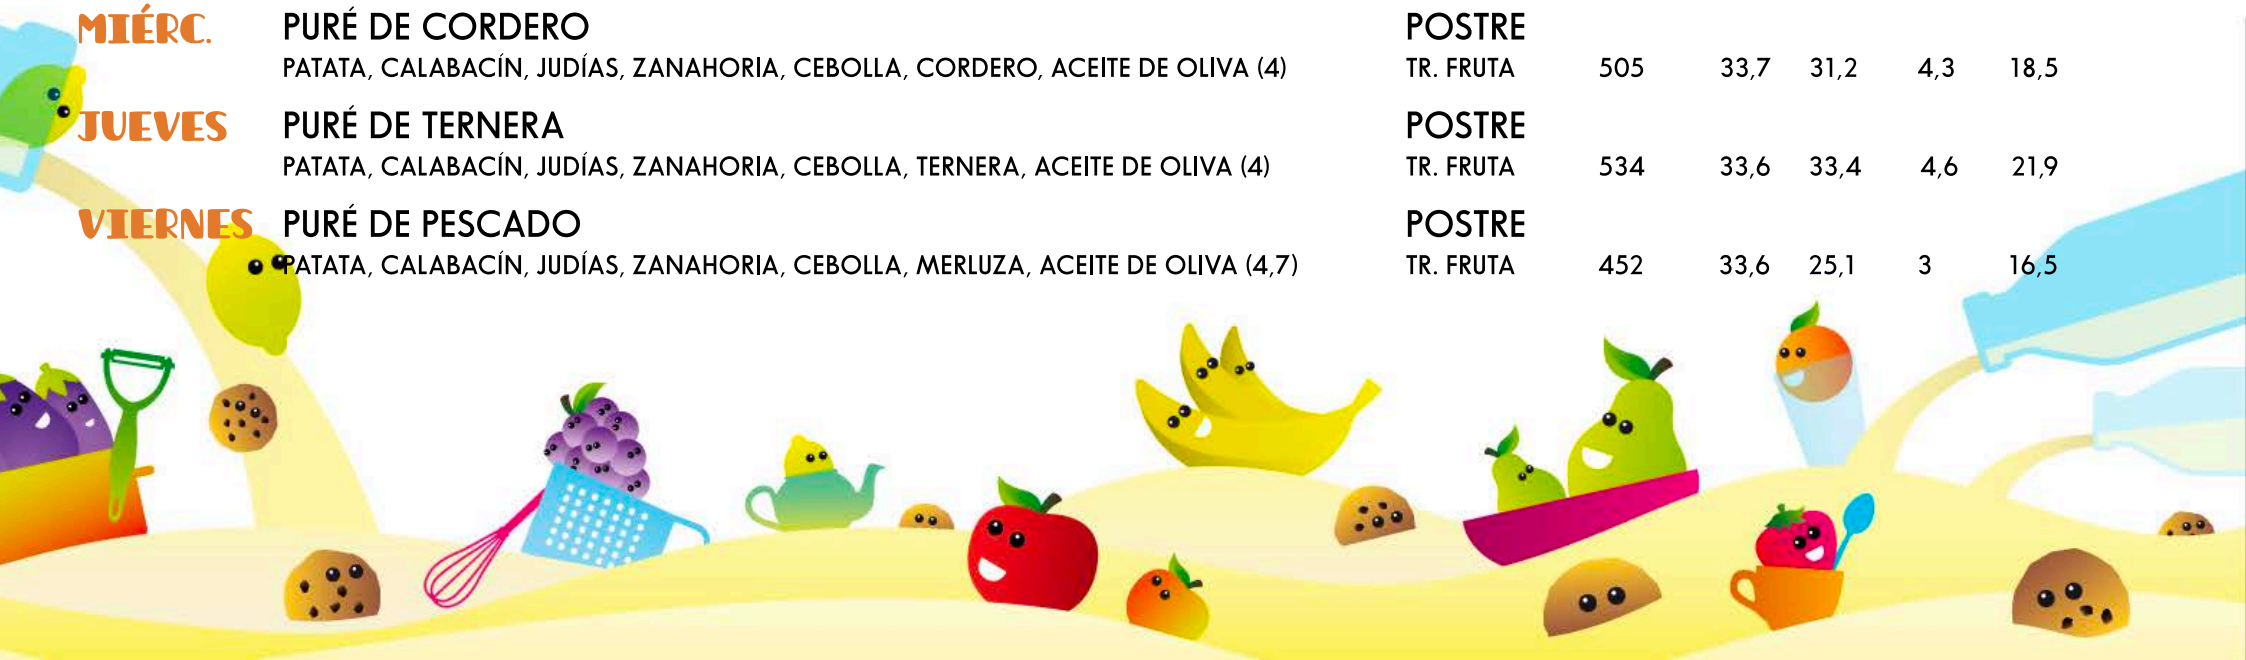 MIÉRC. PURÉ DE CORDERO POSTRE
PATATA, CALABACÍN, JUDÍAS, ZANAHORIA, CEBOLLA, CORDERO, ACEITE DE OLIVA (4) TR. FRUTA 505 33,7 31,2 4,3 18,5
JUEVES PURÉ DE TERNERA POSTRE
PATATA, CALABACÍN, JUDÍAS, ZANAHORIA, CEBOLLA, TERNERA, ACEITE DE OLIVA (4) TR. FRUTA 534 33,6 33,4 4,6 21,9
VIERNES PURÉ DE PESCADO POSTRE
PATATA, CALABACÍN, JUDÍAS, ZANAHORIA, CEBOLLA, MERLUZA, ACEITE DE OLIVA (4,7) TR. FRUTA 452 33,6 25,1 3 16,5